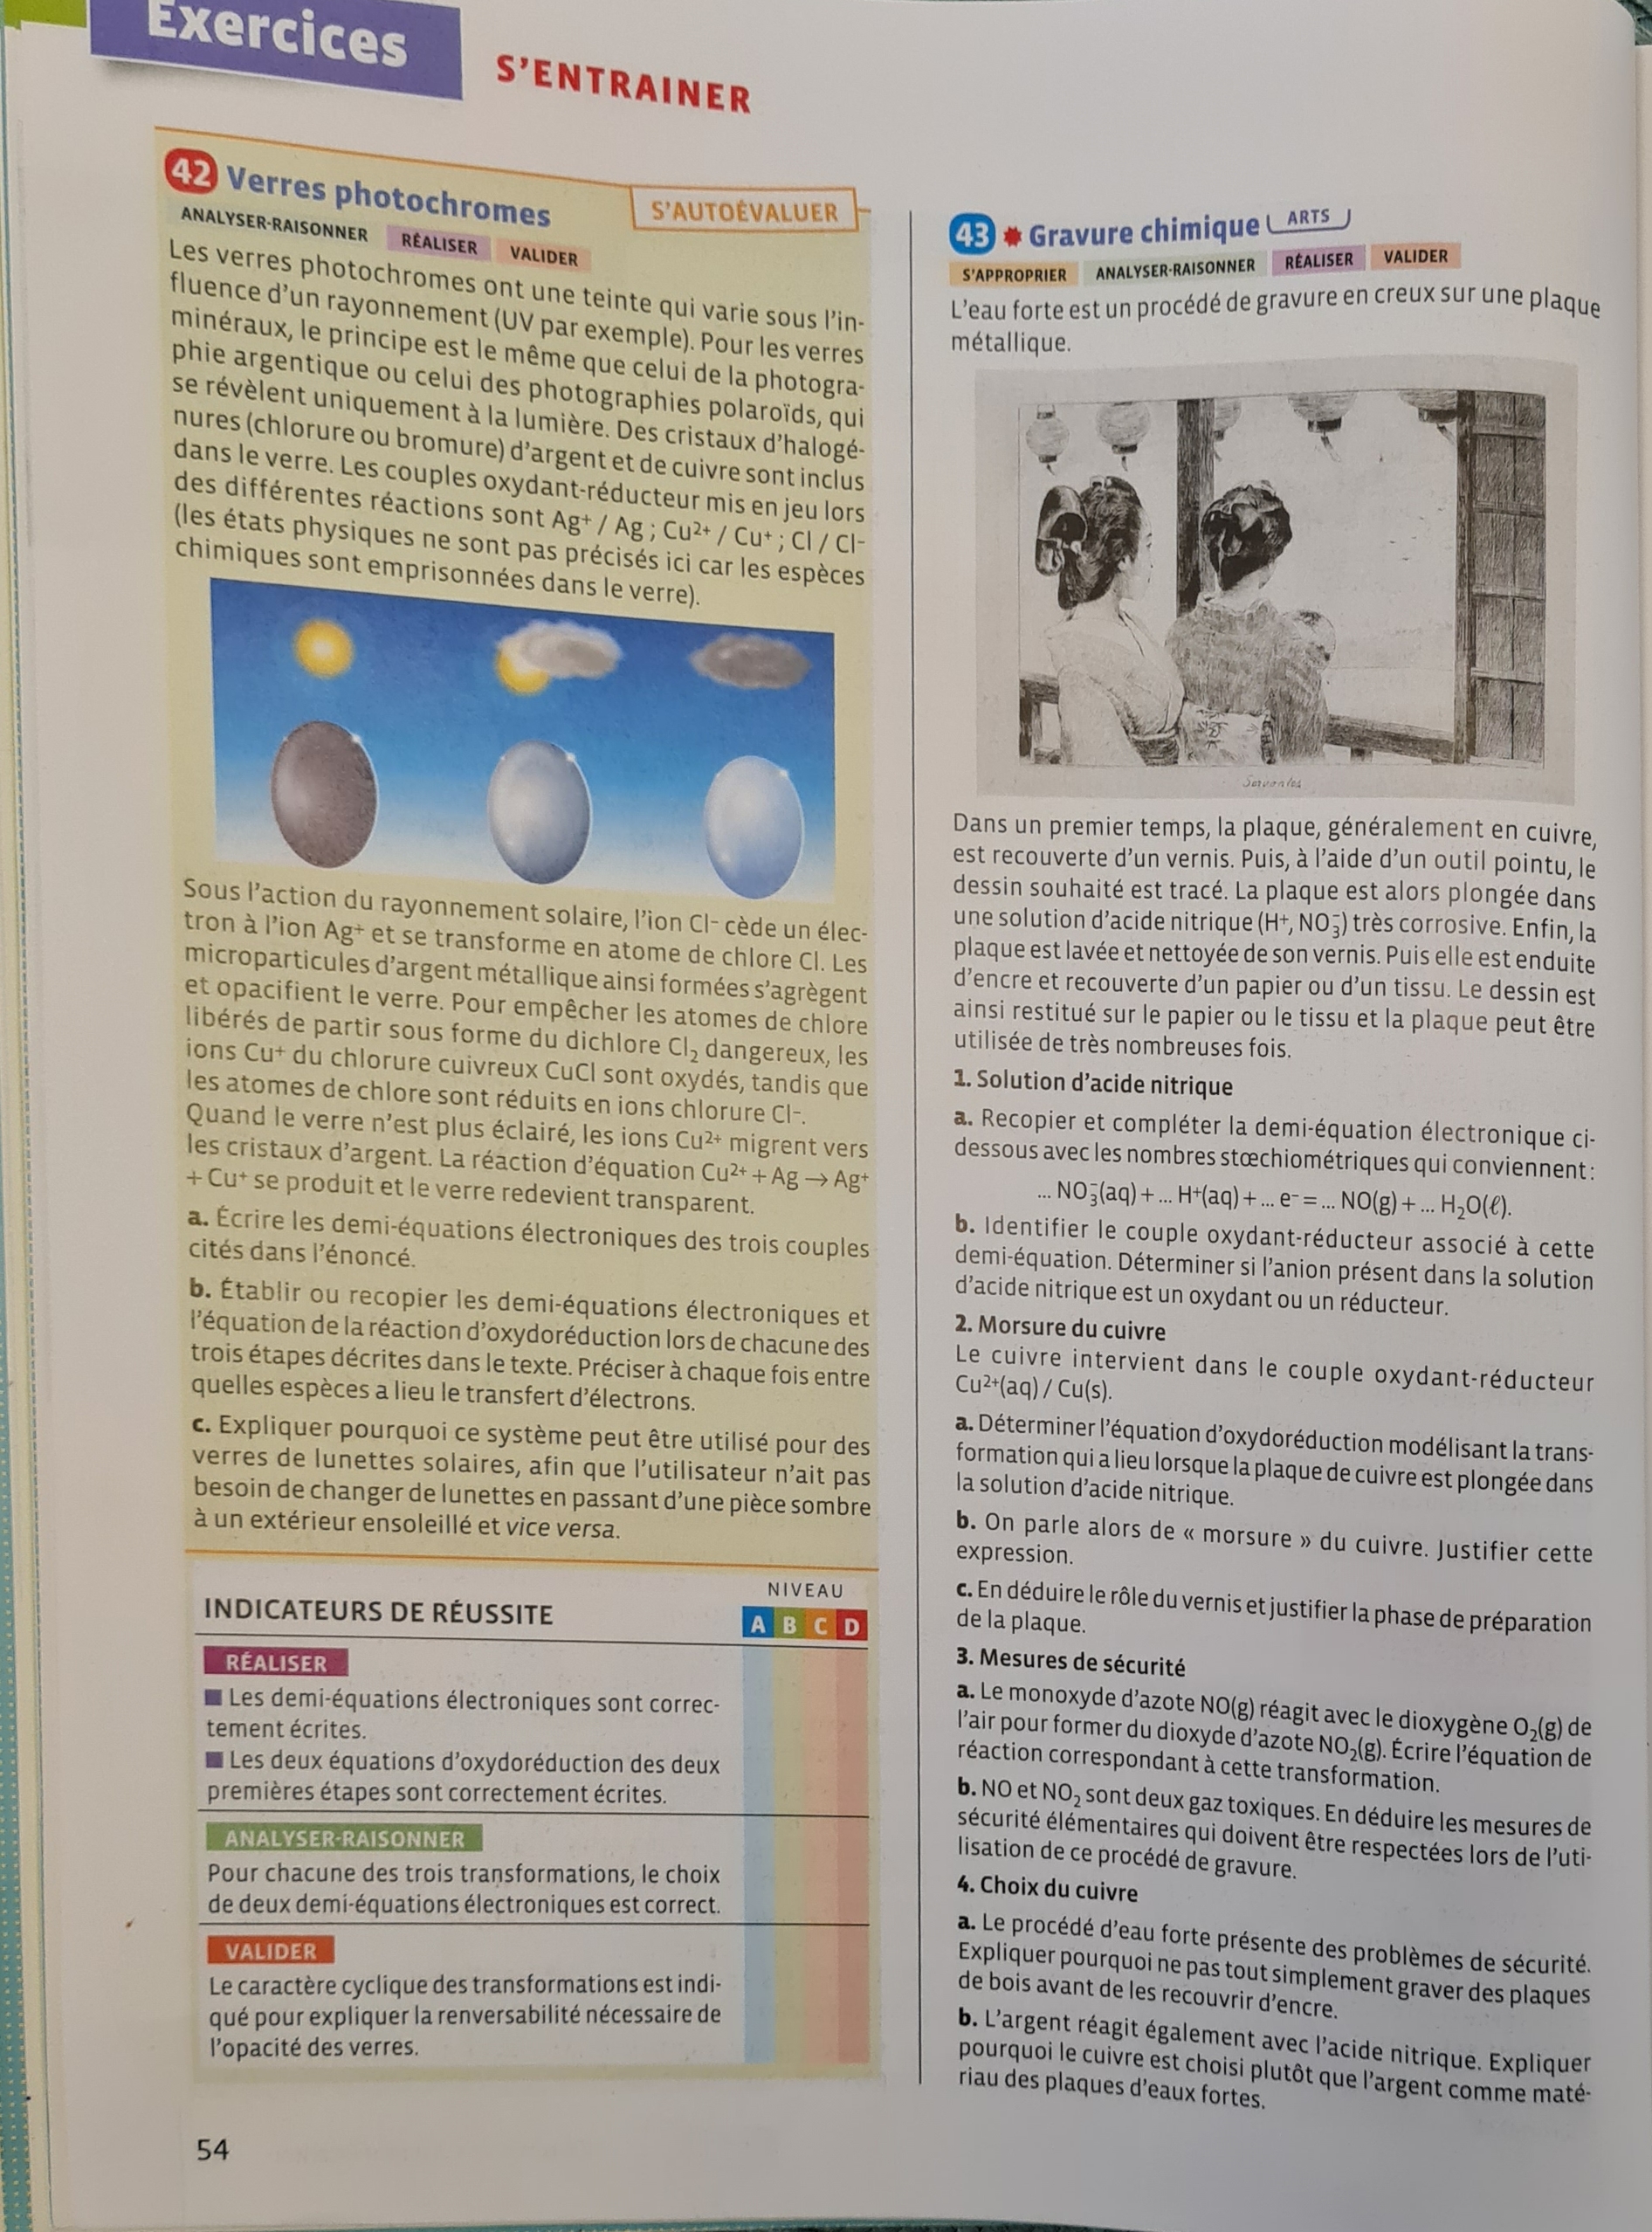 Exercices
S'ENTRAINER
42 Verres photochromes
S'AUTOÉVALUER
ANALYSER-RAISONNER RÉALISER VALIDER
Les verres photochromes ont une teinte qui varie sous l'in-
fluence d'un rayonnement (UV par exemple). Pour les verres
minéraux, le principe est le même que celui de la photogra-
phie argentique ou celui des photographies polaroïds, qui
se révèlent uniquement à la lumière. Des cristaux d'halogé-
nures (chlorure ou bromure) d'argent et de cuivre sont inclus
dans le verre. Les couples oxydant-réducteur mis en jeu lors
des différentes réactions sont Ag⁺ / Ag ; Cu²⁺ / Cu⁺ ; Cl / Cl⁻
(les états physiques ne sont pas précisés ici car les espèces
chimiques sont emprisonnées dans le verre).
Sous l'action du rayonnement solaire, l'ion Cl⁻ cède un élec-
tron à l'ion Ag⁺ et se transforme en atome de chlore Cl. Les
microparticules d'argent métallique ainsi formées s'agrègent
et opacifient le verre. Pour empêcher les atomes de chlore
libérés de partir sous forme du dichlore Cl₂ dangereux, les
ions Cu⁺ du chlorure cuivreux CuCl sont oxydés, tandis que
les atomes de chlore sont réduits en ions chlorure Cl⁻.
Quand le verre n'est plus éclairé, les ions Cu²⁺ migrent vers
les cristaux d'argent. La réaction d'équation Cu²⁺ + Ag → Ag⁺
+ Cu⁺ se produit et le verre redevient transparent.
a. Écrire les demi-équations électroniques des trois couples
cités dans l'énoncé.
b. Établir ou recopier les demi-équations électroniques et
l'équation de la réaction d'oxydoréduction lors de chacune des
trois étapes décrites dans le texte. Préciser à chaque fois entre
quelles espèces a lieu le transfert d'électrons.
c. Expliquer pourquoi ce système peut être utilisé pour des
verres de lunettes solaires, afin que l'utilisateur n'ait pas
besoin de changer de lunettes en passant d'une pièce sombre
à un extérieur ensoleillé et vice versa.
INDICATEURS DE RÉUSSITE
NIVEAU
A B C D
RÉALISER
■ Les demi-équations électroniques sont correc-
tement écrites.
■ Les deux équations d'oxydoréduction des deux
premières étapes sont correctement écrites.
ANALYSER-RAISONNER
Pour chacune des trois transformations, le choix
de deux demi-équations électroniques est correct.
VALIDER
Le caractère cyclique des transformations est indi-
qué pour expliquer la renversabilité nécessaire de
l'opacité des verres.
54
43 Gravure chimique ARTS
S'APPROPRIER ANALYSER-RAISONNER RÉALISER VALIDER
L'eau forte est un procédé de gravure en creux sur une plaque
métallique.
Dans un premier temps, la plaque, généralement en cuivre,
est recouverte d'un vernis. Puis, à l'aide d'un outil pointu, le
dessin souhaité est tracé. La plaque est alors plongée dans
une solution d'acide nitrique (H⁺, NO₃⁻) très corrosive. Enfin, la
plaque est lavée et nettoyée de son vernis. Puis elle est enduite
d'encre et recouverte d'un papier ou d'un tissu. Le dessin est
ainsi restitué sur le papier ou le tissu et la plaque peut être
utilisée de très nombreuses fois.
1. Solution d'acide nitrique
a. Recopier et compléter la demi-équation électronique ci-
dessous avec les nombres stœchiométriques qui conviennent :
... NO₃⁻(aq) + ... H⁺(aq) + ... e⁻ = ... NO(g) + ... H₂O(ℓ).
b. Identifier le couple oxydant-réducteur associé à cette
demi-équation. Déterminer si l'anion présent dans la solution
d'acide nitrique est un oxydant ou un réducteur.
2. Morsure du cuivre
Le cuivre intervient dans le couple oxydant-réducteur
Cu²⁺(aq) / Cu(s).
a. Déterminer l'équation d'oxydoréduction modélisant la trans-
formation qui a lieu lorsque la plaque de cuivre est plongée dans
la solution d'acide nitrique.
b. On parle alors de « morsure » du cuivre. Justifier cette
expression.
c. En déduire le rôle du vernis et justifier la phase de préparation
de la plaque.
3. Mesures de sécurité
a. Le monoxyde d'azote NO(g) réagit avec le dioxygène O₂(g) de
l'air pour former du dioxyde d'azote NO₂(g). Écrire l'équation de
réaction correspondant à cette transformation.
b. NO et NO₂ sont deux gaz toxiques. En déduire les mesures de
sécurité élémentaires qui doivent être respectées lors de l'uti-
lisation de ce procédé de gravure.
4. Choix du cuivre
a. Le procédé d'eau forte présente des problèmes de sécurité.
Expliquer pourquoi ne pas tout simplement graver des plaques
de bois avant de les recouvrir d'encre.
b. L'argent réagit également avec l'acide nitrique. Expliquer
pourquoi le cuivre est choisi plutôt que l'argent comme maté-
riau des plaques d'eaux fortes.